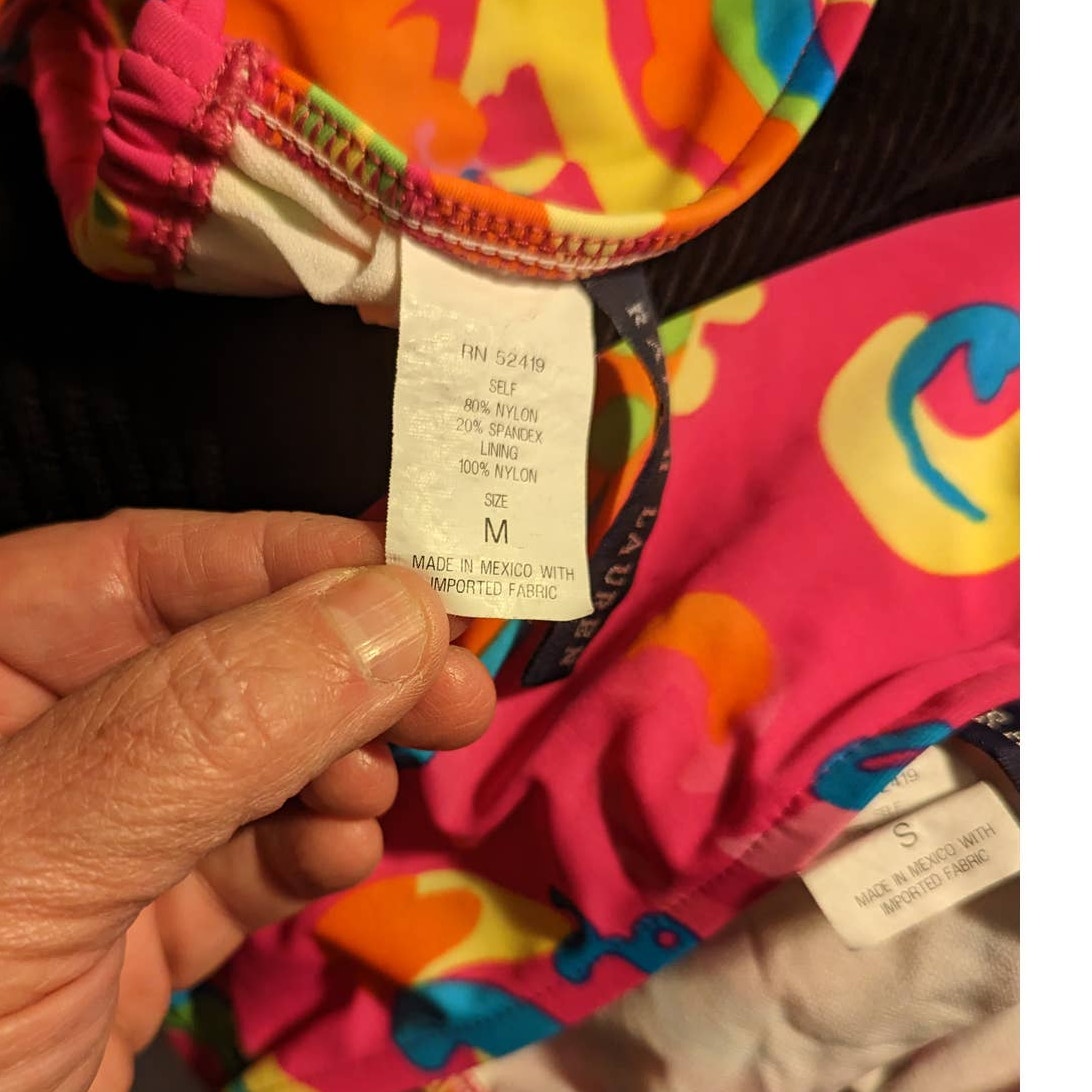 RN 52419
SELF
80% NYLON
20% SPANDEX
LINING
100% NYLON
SIZE
M
MADE IN MEXICO WITH
IMPORTED FABRIC
LAUREN
S
MADE IN MEXICO WITH
IMPORTED FABRIC